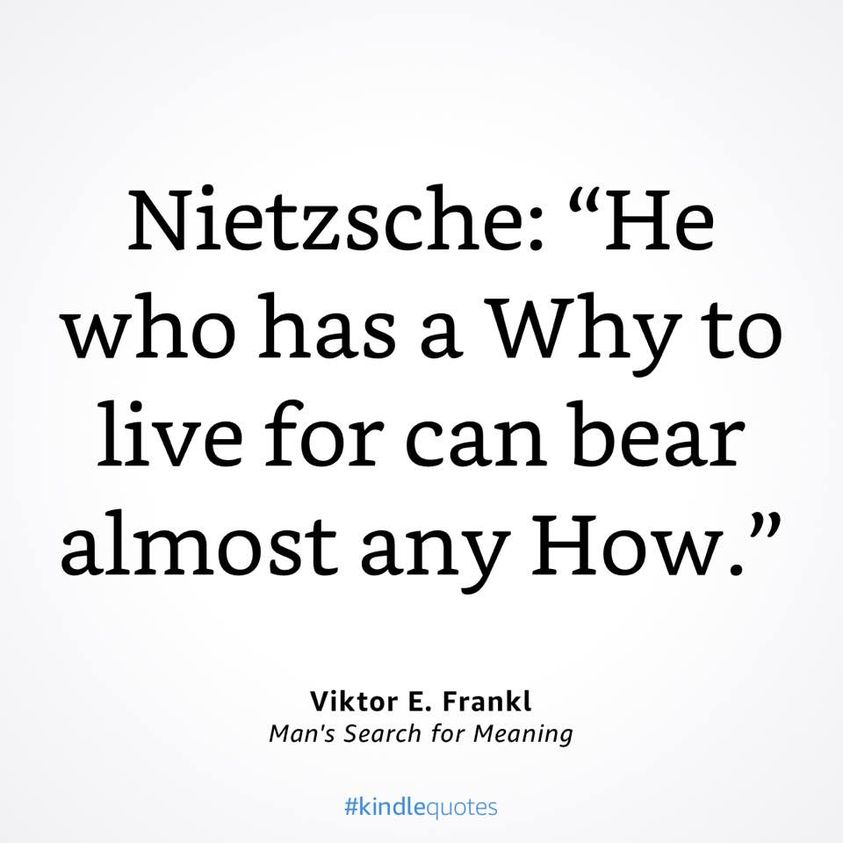 Nietzsche: “He
who has a Why to
live for can bear
almost any How.”
Viktor E. Frankl
Man's Search for Meaning
#kindlequotes